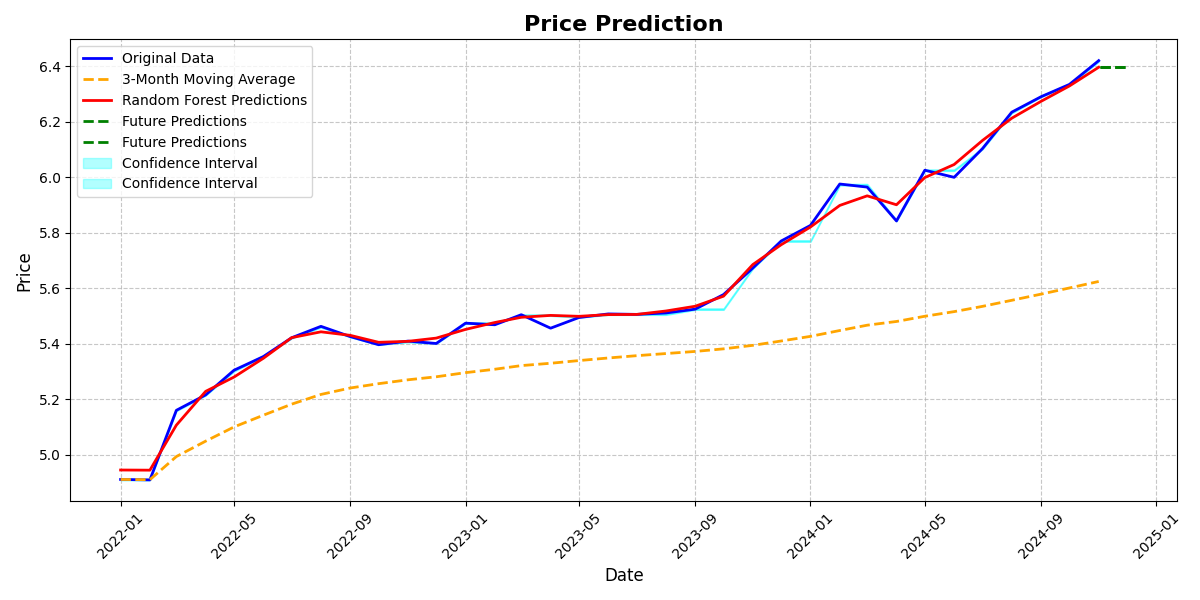 Price Prediction
Original Data
3-Month Moving Average
Random Forest Predictions
Future Predictions
Future Predictions
Confidence Interval
Confidence Interval
Price
6.4
6.2
6.0
5.8
5.6
5.4
5.2
5.0
2022-01
2022-05
2022-09
2023-01
2023-05
2023-09
2024-01
2024-05
2024-09
2025-01
Date